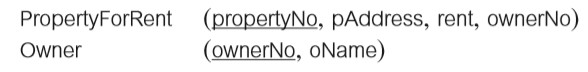 PropertyForRent (propertyNo, pAddress, rent, ownerNo)
Owner (ownerNo, oName)